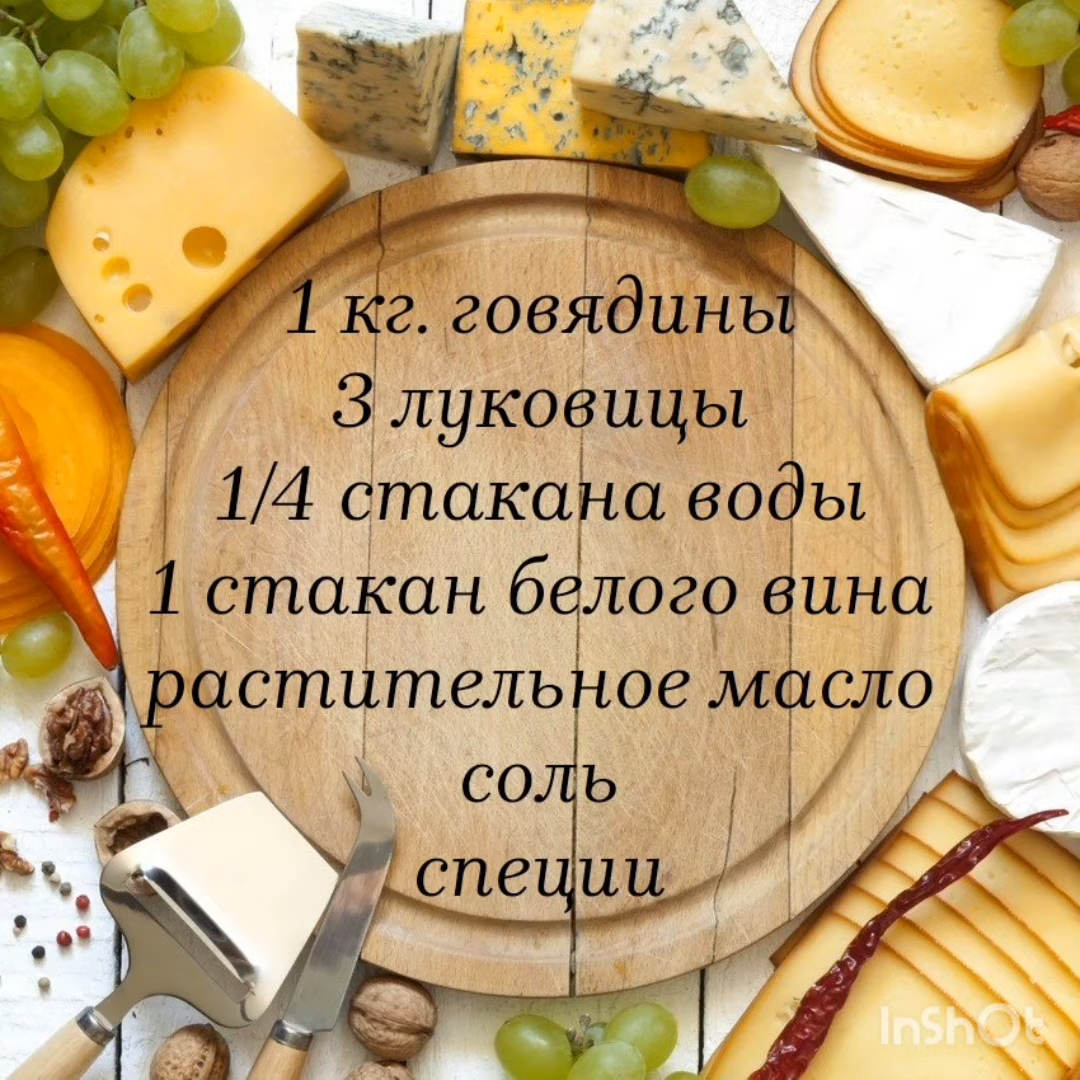 1 кг. говядины
3 луковицы
1/4 стакана воды
1 стакан белого вина
растительное масло
соль
специи
InShOt